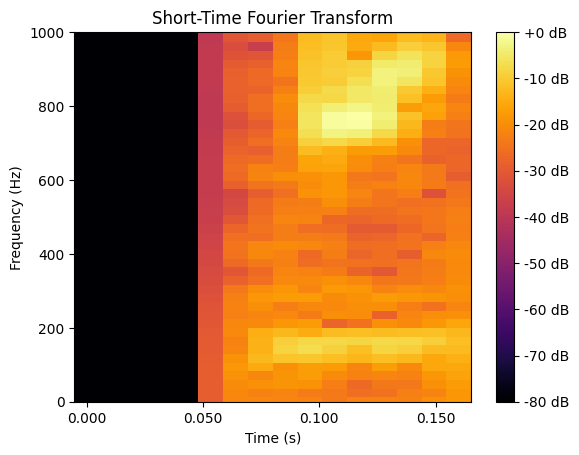 Short-Time Fourier Transform
1000
800
600
400
200
0
Frequency (Hz)
0.000
0.050
0.100
0.150
Time (s)
+0 dB
-10 dB
-20 dB
-30 dB
-40 dB
-50 dB
-60 dB
-70 dB
-80 dB